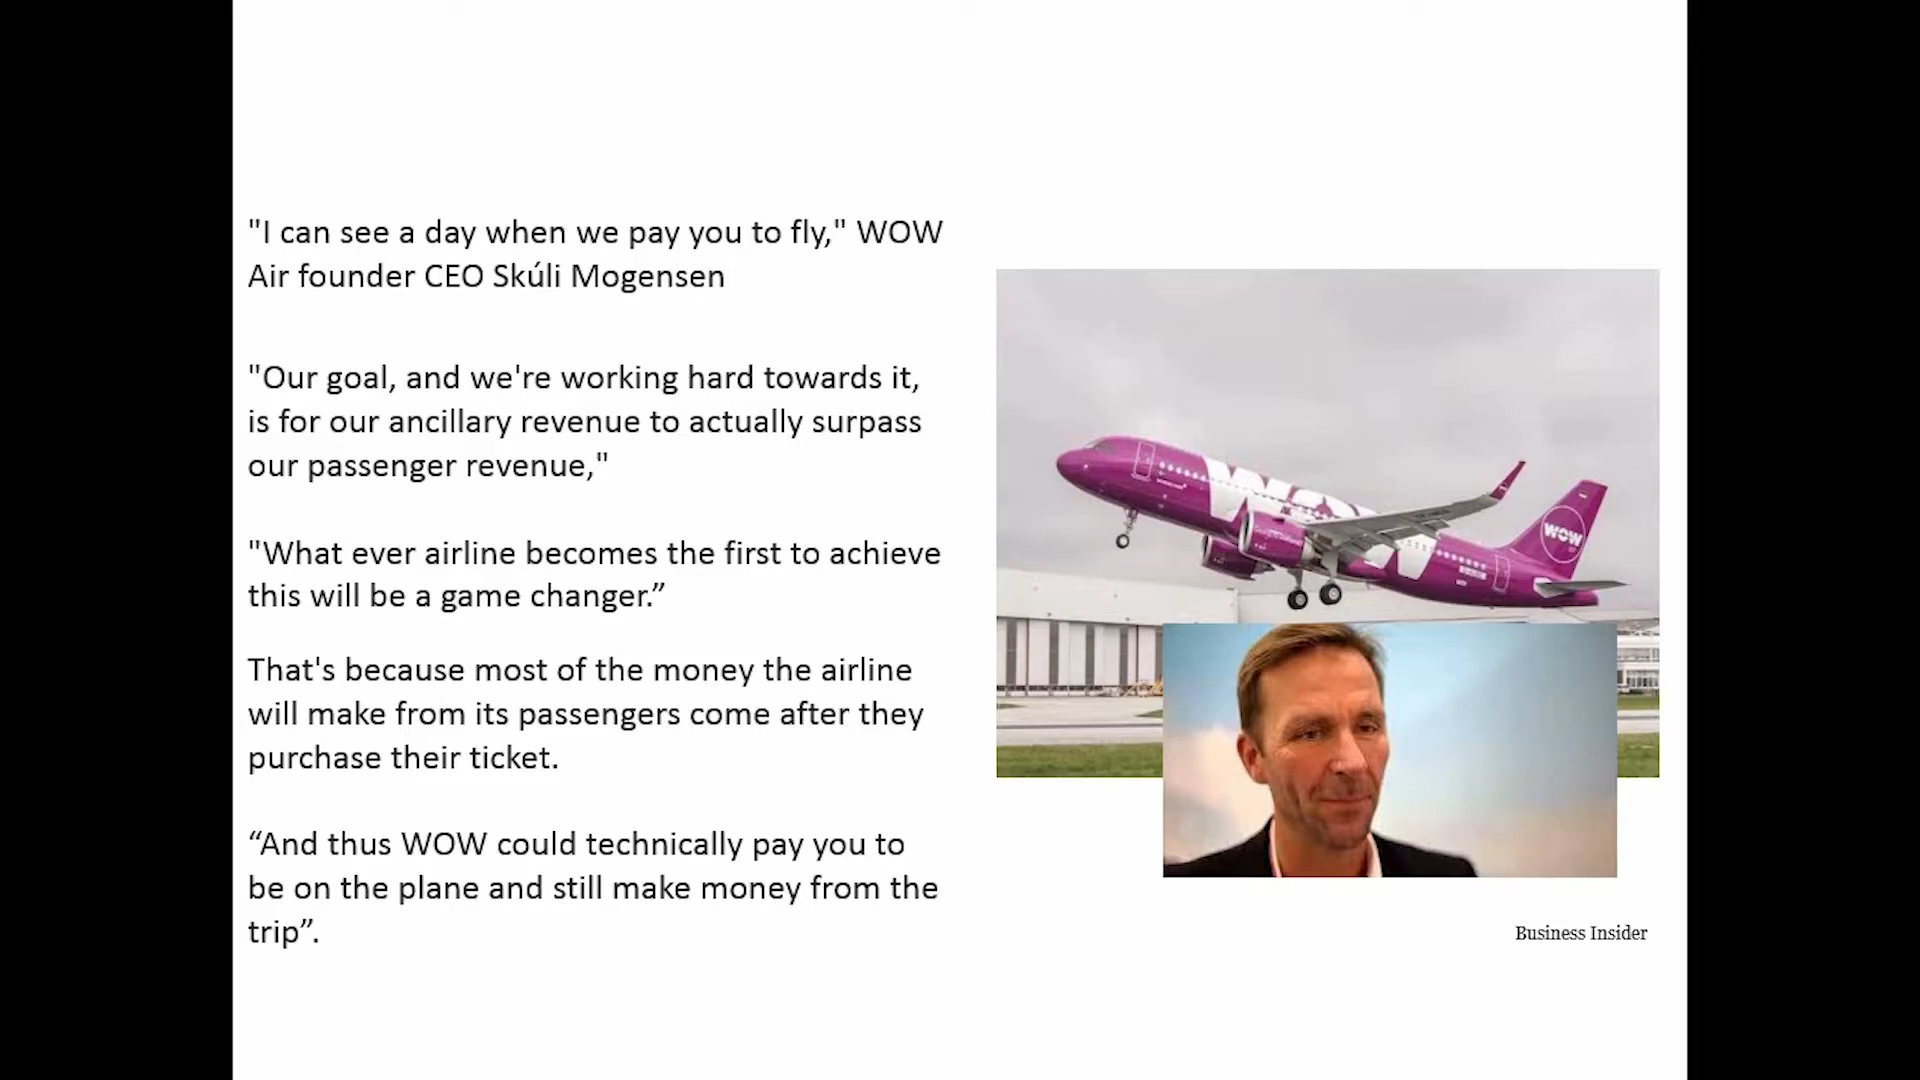 "I can see a day when we pay you to fly," WOW
Air founder CEO Skúli Mogensen
"Our goal, and we're working hard towards it,
is for our ancillary revenue to actually surpass
our passenger revenue,"
"What ever airline becomes the first to achieve
this will be a game changer.”
That's because most of the money the airline
will make from its passengers come after they
purchase their ticket.
“And thus WOW could technically pay you to
be on the plane and still make money from the
trip”.
WOW
Business Insider